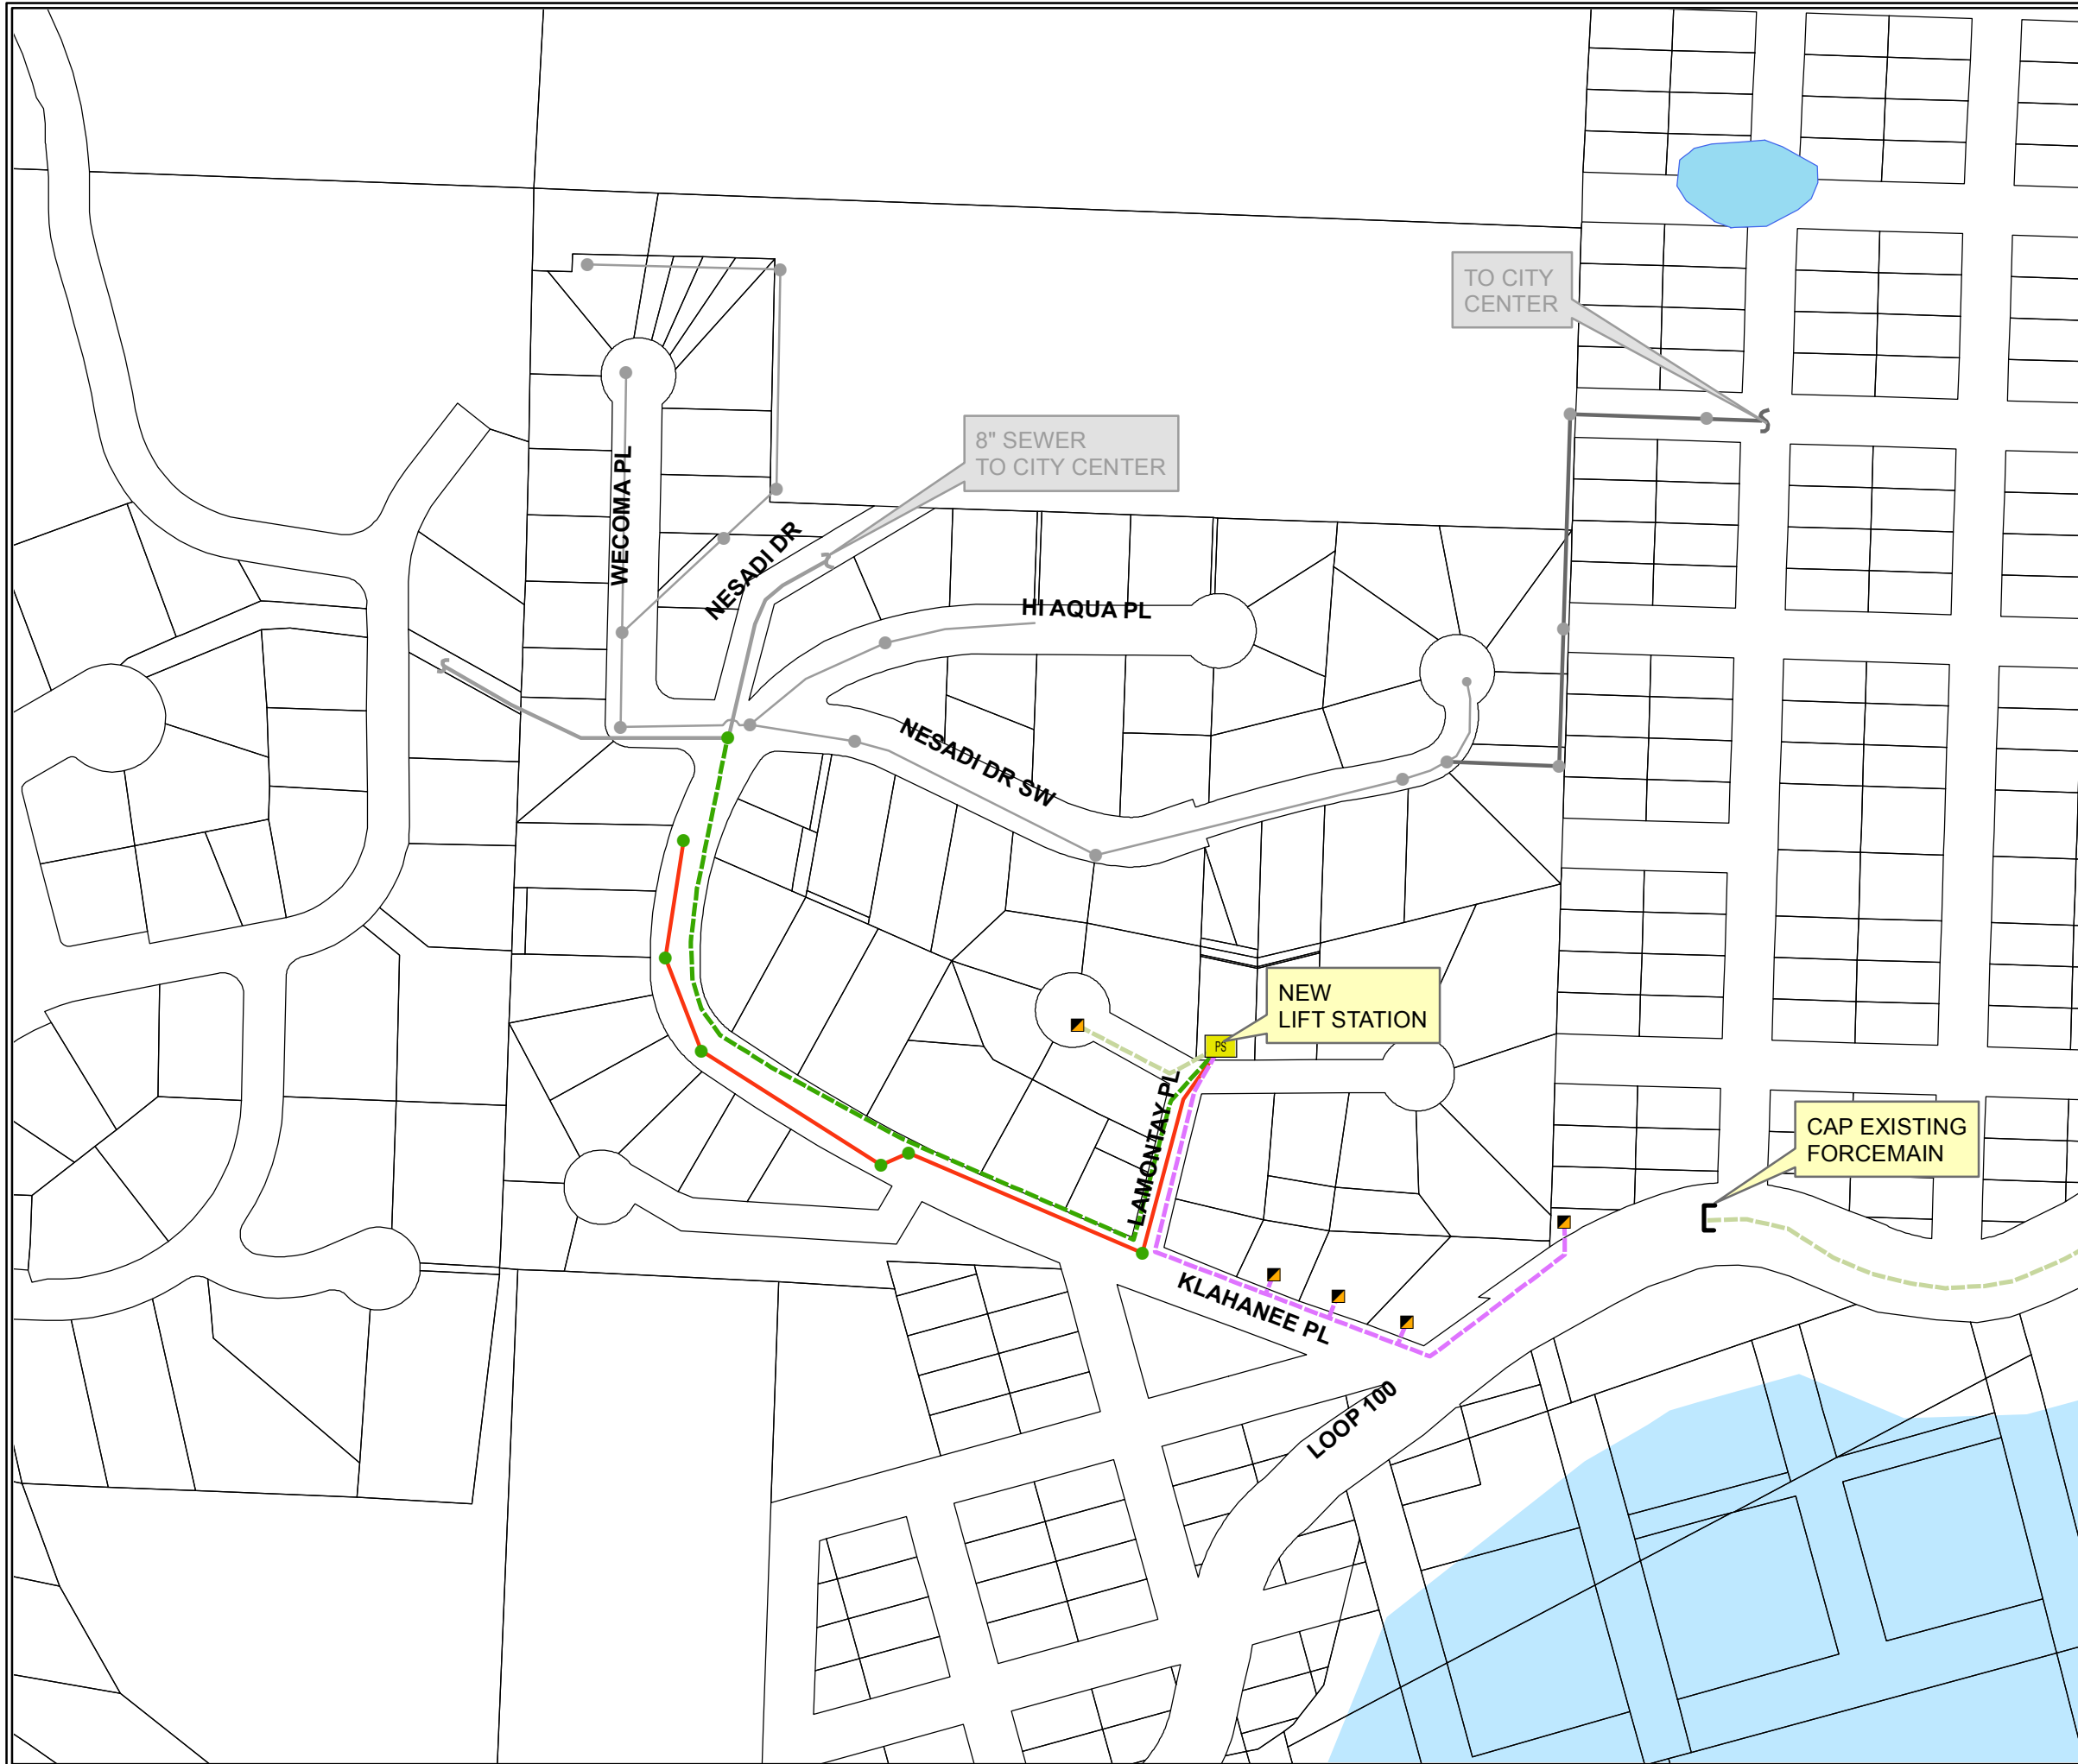 TO CITY
CENTER
8" SEWER
TO CITY CENTER
WECOMA PL
NESADI DR
HI AQUA PL
NESADI DR SW
NEW
LIFT STATION
PS
LAMONTAY PL
CAP EXISTING
FORCEMAIN
KLAHANEE PL
LOOP 100